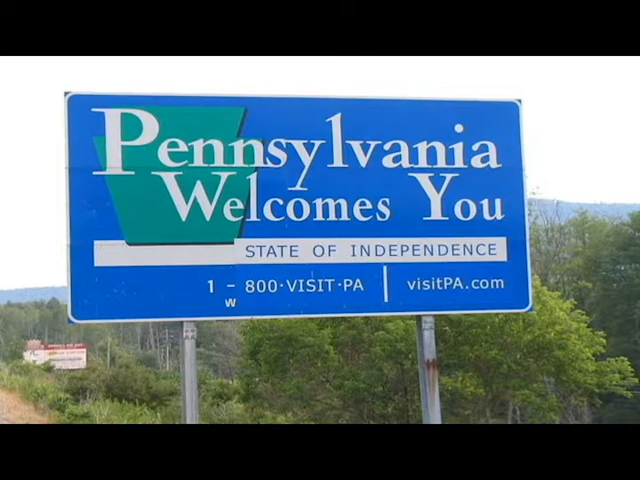 Pennsylvania
Welcomes You
STATE OF INDEPENDENCE
1 - 800·VISIT·PA | visitPA.com
w